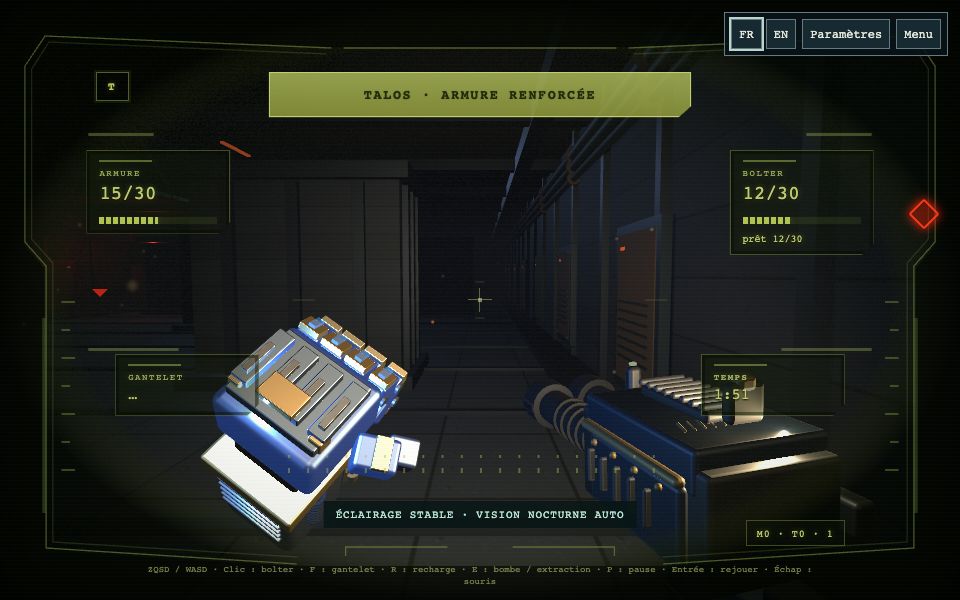 FR EN Paramètres Menu
T
TALOS · ARMURE RENFORCÉE
ARMURE
15/30
BOLTER
12/30
prêt 12/30
GANTELET
…
TEMPS
1:51
ÉCLAIRAGE STABLE · VISION NOCTURNE AUTO
M0 · T0 · 1
ZQSD / WASD · Clic : bolter · F : gantelet · R : recharge · E : bombe / extraction · P : pause · Entrée : rejouer · Échap :
souris